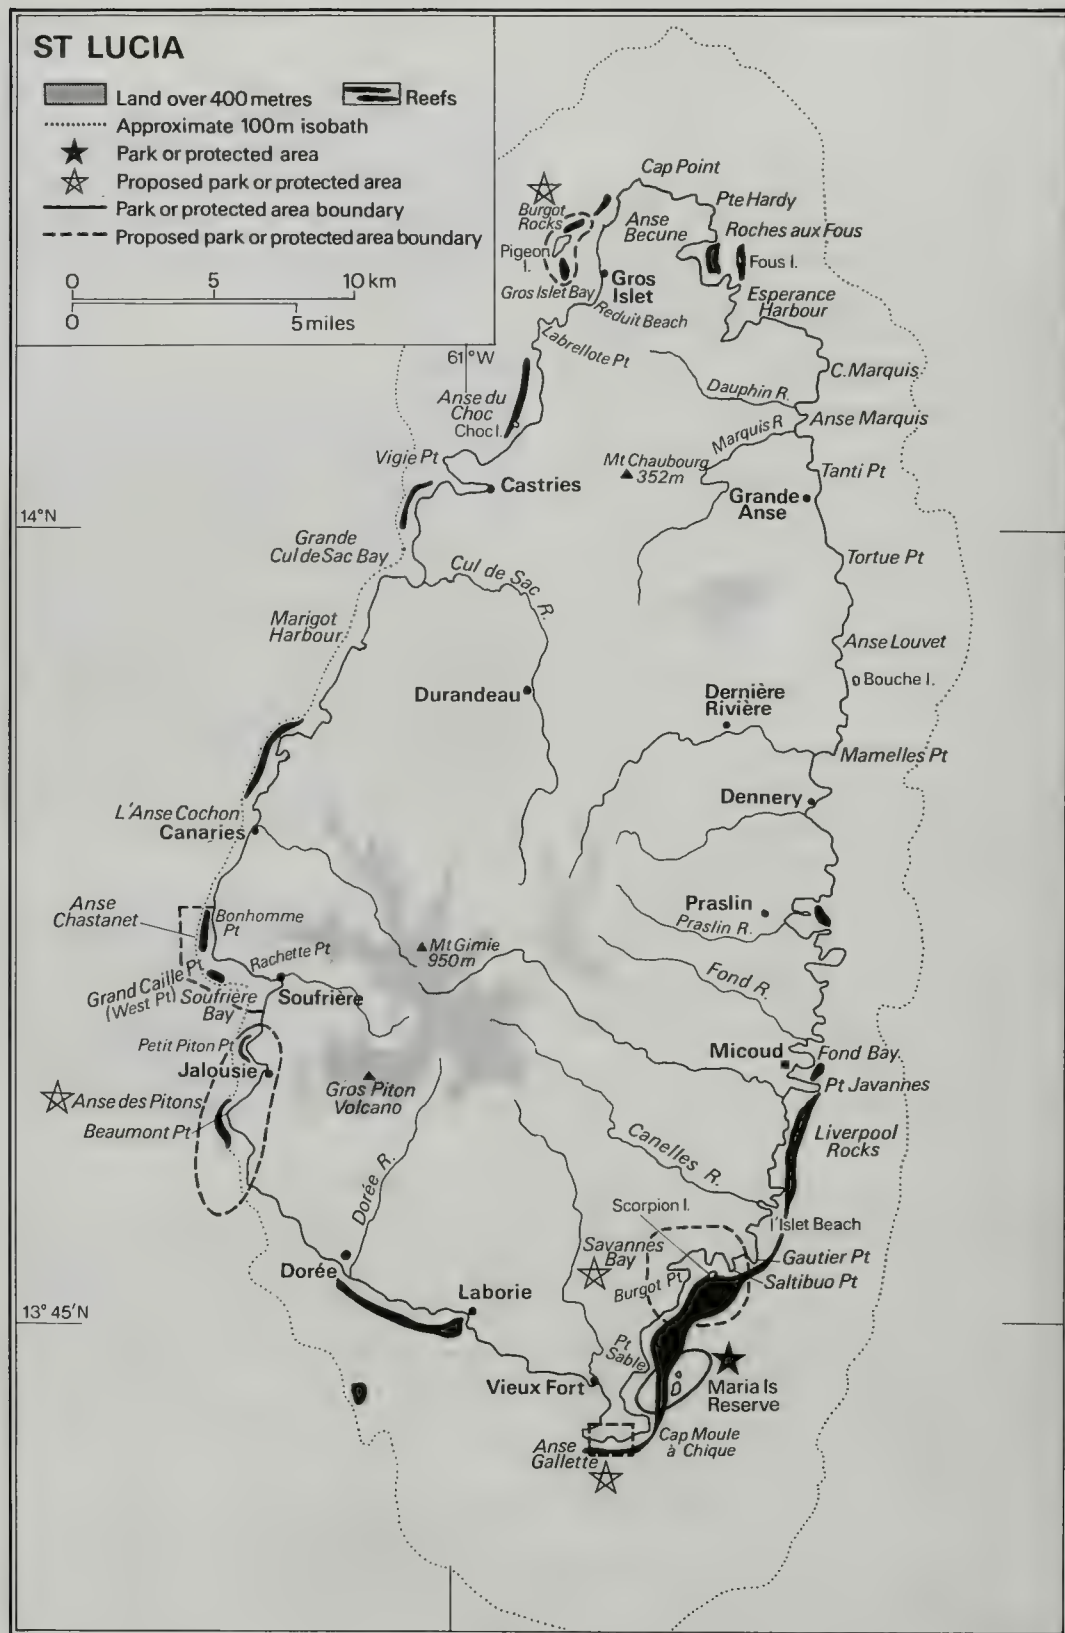 ST LUCIA
Land over 400 metres
Reefs
Approximate 100m isobath
Park or protected area
Proposed park or protected area
Park or protected area boundary
Proposed park or protected area boundary
0 5 10 km
0 5 miles
Cap Point
Pte Hardy
Burgot
Rocks
Anse
Becune
Roches aux Fous
Pigeon
I.
Fous I.
Gros
Islet
Gros Islet Bay
Esperance
Harbour
Reduit Beach
Labrellote Pt
61°W
C. Marquis
Dauphin R.
Anse du
Choc
Choc I.
Anse Marquis
Marquis R
Vigie Pt
Mt Chaubourg
352m
Tanti Pt
Castries
Grande
Anse
14°N
Grande
Cul de Sac Bay
Tortue Pt
Cul de Sac R.
Marigot
Harbour
Anse Louvet
Bouche I.
Durandeau
Dernière
Rivière
Mamelles Pt
Dennery
L'Anse Cochon
Canaries
Anse
Chastanet
Bonhomme
Pt
Praslin
Praslin R.
Mt Gimie
950m
Rachette Pt
Grand Caille Pt
(West Pt)
Soufrière
Bay
Soufrière
Fond R.
Petit Piton Pt
Micoud
Fond Bay
Jalousie
Pt Javannes
Gros Piton
Volcano
Anse des Pitons
Beaumont Pt
Liverpool
Rocks
Canelles R.
Dorée R.
Scorpion I.
l'Islet Beach
Savannes
Bay
Gautier Pt
Burgot Pt
Saltibuo Pt
Dorée
Laborie
13° 45'N
Pt
Sable
Vieux Fort
Maria Is
Reserve
Anse
Gallette
Cap Moule
à Chique